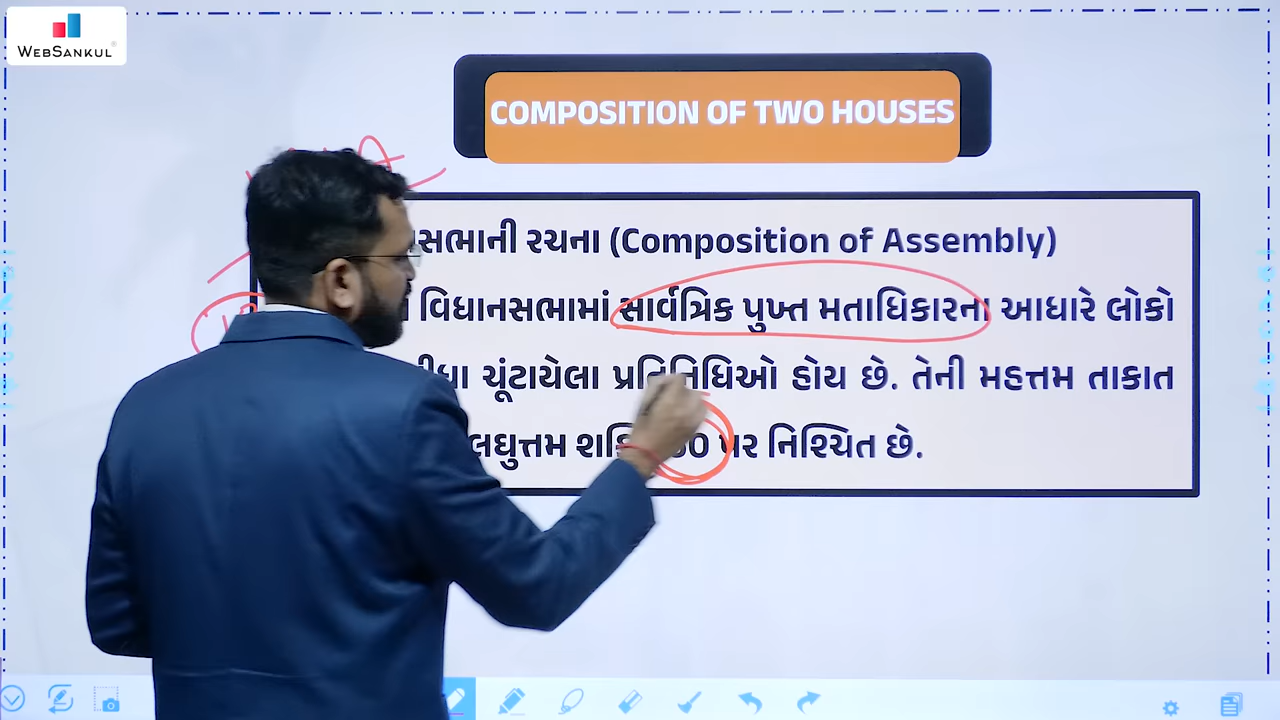 WEBSANKUL
COMPOSITION OF TWO HOUSES
સભાની રચના (Composition of Assembly)
વિધાનસભામાં સાર્વત્રિક પુખ્ત મતાધિકારના આધારે લોકો
ચૂંટાયેલા પ્રતિનિધિઓ હોય છે. તેની મહત્તમ તાકાત
લઘુત્તમ પર નિશ્ચિત છે.